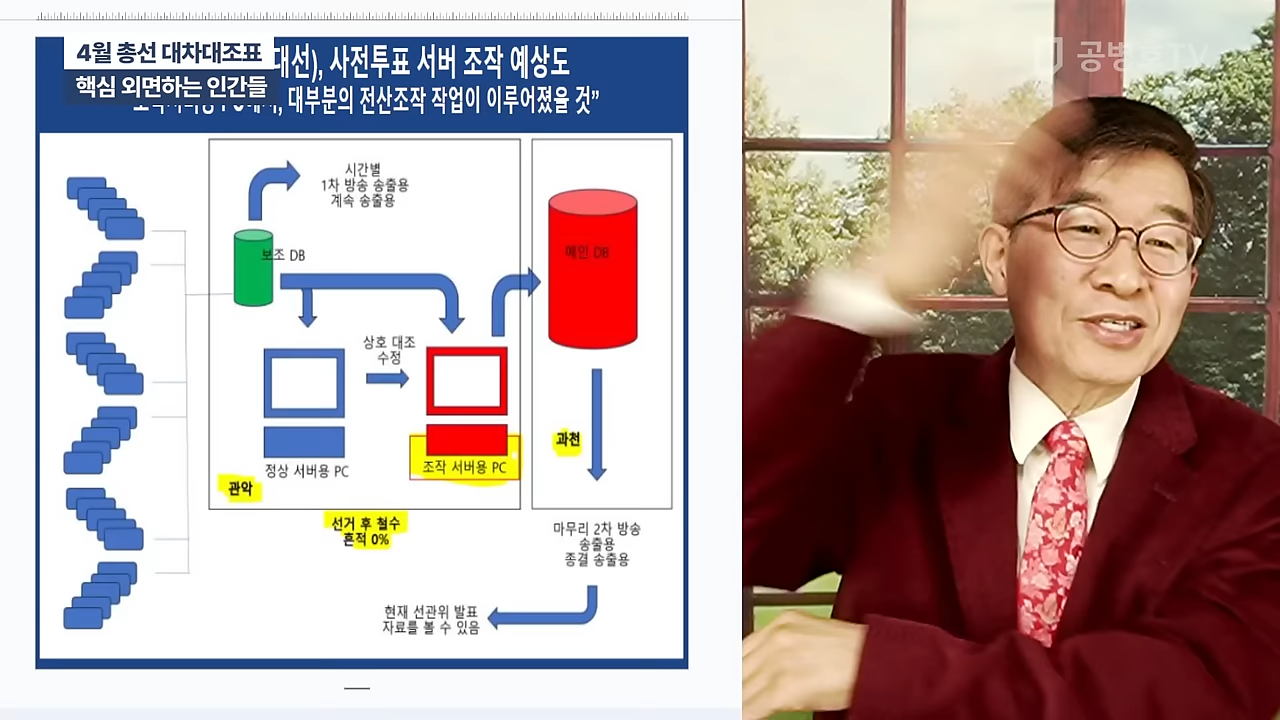 4월 총선 대차대조표
핵심 외면하는 인간들
대선), 사전투표 서버 조작 예상도
대부분의 전산조작 작업이 이루어졌을 것”
공병호TV
시간별
1차 방송 송출용
계속 송출용
보조 DB
메인 DB
상호 대조
수정
정상 서버용 PC
조작 서버용 PC
과천
관악
선거 후 철수
흔적 0%
마무리 2차 방송
송출용
종결 송출용
현재 선관위 발표
자료를 볼 수 있음